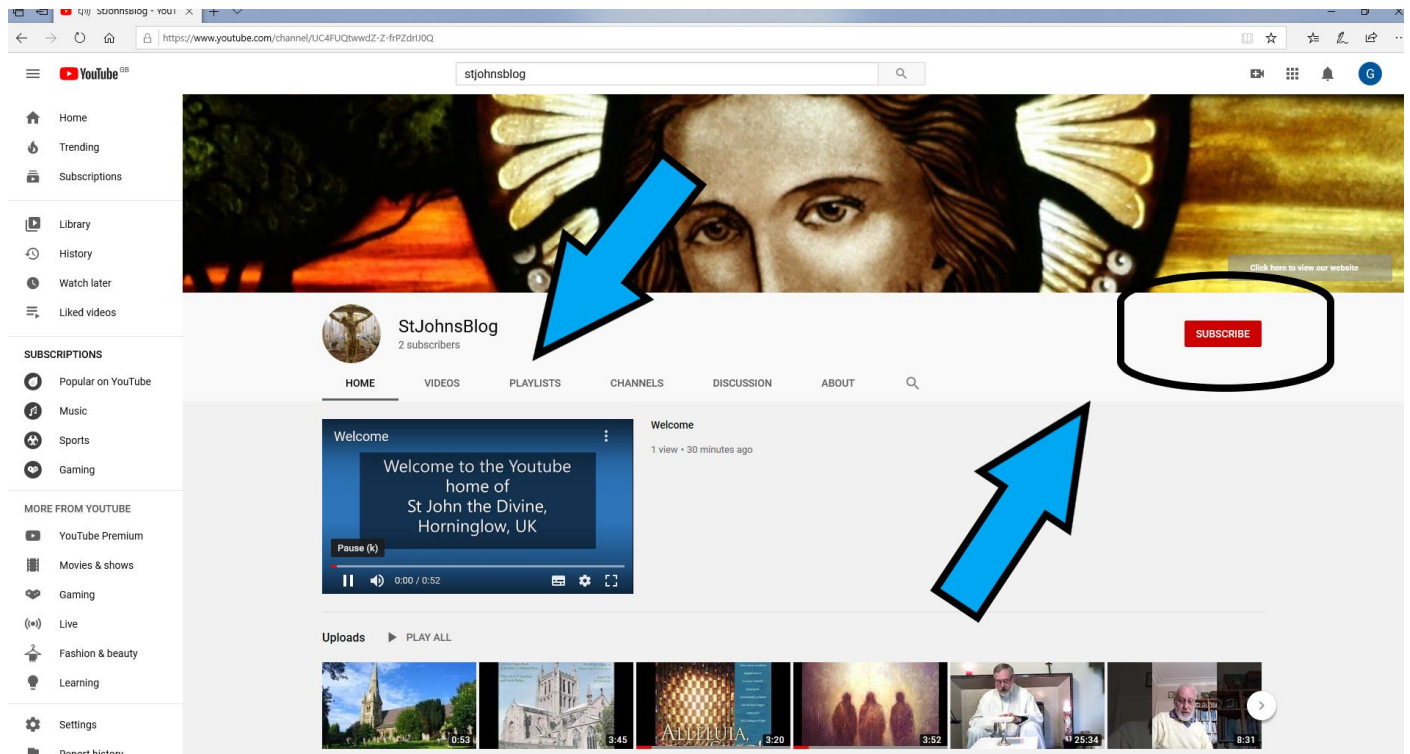 StJohnsBlog - YouT
https://www.youtube.com/channel/UC4FUQtwwdZ-Z-frPZdrIJ0Q
YouTube GB
stjohnsblog
G
Home
Trending
Subscriptions
Library
History
Watch later
Liked videos
SUBSCRIPTIONS
Popular on YouTube
Music
Sports
Gaming
MORE FROM YOUTUBE
YouTube Premium
Movies & shows
Gaming
Live
Fashion & beauty
Learning
Settings
Report history
Click here to view our website
StJohnsBlog
2 subscribers
SUBSCRIBE
HOME VIDEOS PLAYLISTS CHANNELS DISCUSSION ABOUT
Welcome
Welcome to the Youtube
home of
St John the Divine,
Horninglow, UK
Pause (k)
0:00 / 0:52
Welcome
1 view • 30 minutes ago
Uploads PLAY ALL
0:53
3:45
ALLELUIA.
3:20
3:52
25:34
8:31